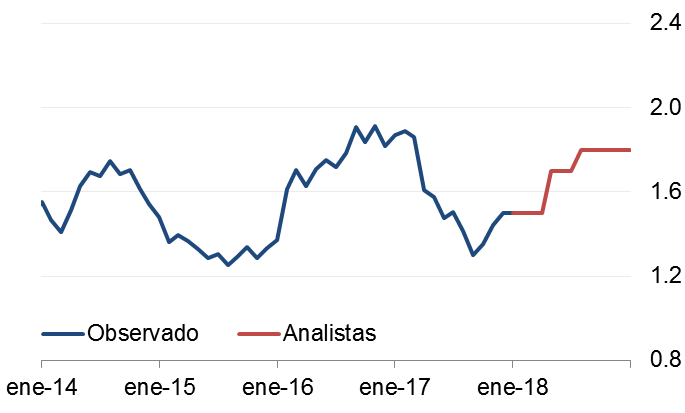 2.4
2.0
1.6
1.2
0.8
Observado
Analistas
ene-14
ene-15
ene-16
ene-17
ene-18